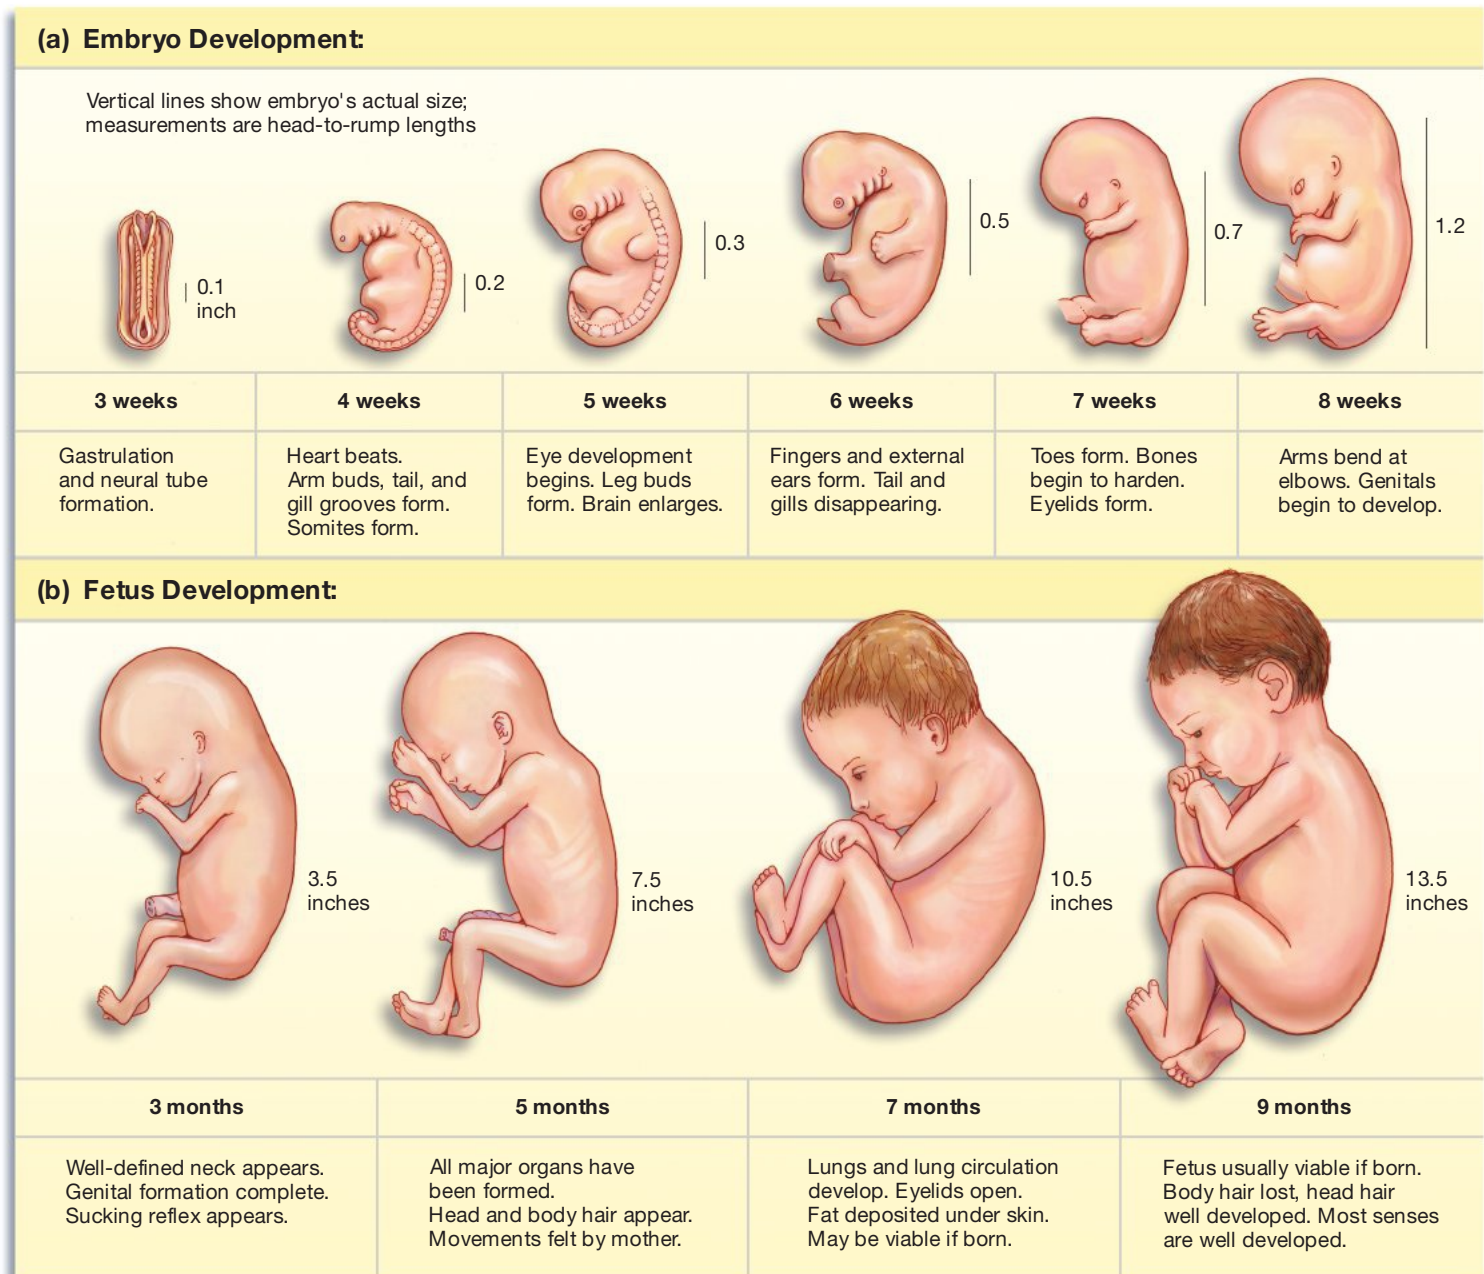 (a) Embryo Development:
Vertical lines show embryo's actual size;
measurements are head-to-rump lengths
0.1
inch
0.2
0.3
0.5
0.7
1.2
3 weeks
4 weeks
5 weeks
6 weeks
7 weeks
8 weeks
Gastrulation
and neural tube
formation.
Heart beats.
Arm buds, tail, and
gill grooves form.
Somites form.
Eye development
begins. Leg buds
form. Brain enlarges.
Fingers and external
ears form. Tail and
gills disappearing.
Toes form. Bones
begin to harden.
Eyelids form.
Arms bend at
elbows. Genitals
begin to develop.
(b) Fetus Development:
3.5
inches
7.5
inches
10.5
inches
13.5
inches
3 months
5 months
7 months
9 months
Well-defined neck appears.
Genital formation complete.
Sucking reflex appears.
All major organs have
been formed.
Head and body hair appear.
Movements felt by mother.
Lungs and lung circulation
develop. Eyelids open.
Fat deposited under skin.
May be viable if born.
Fetus usually viable if born.
Body hair lost, head hair
well developed. Most senses
are well developed.